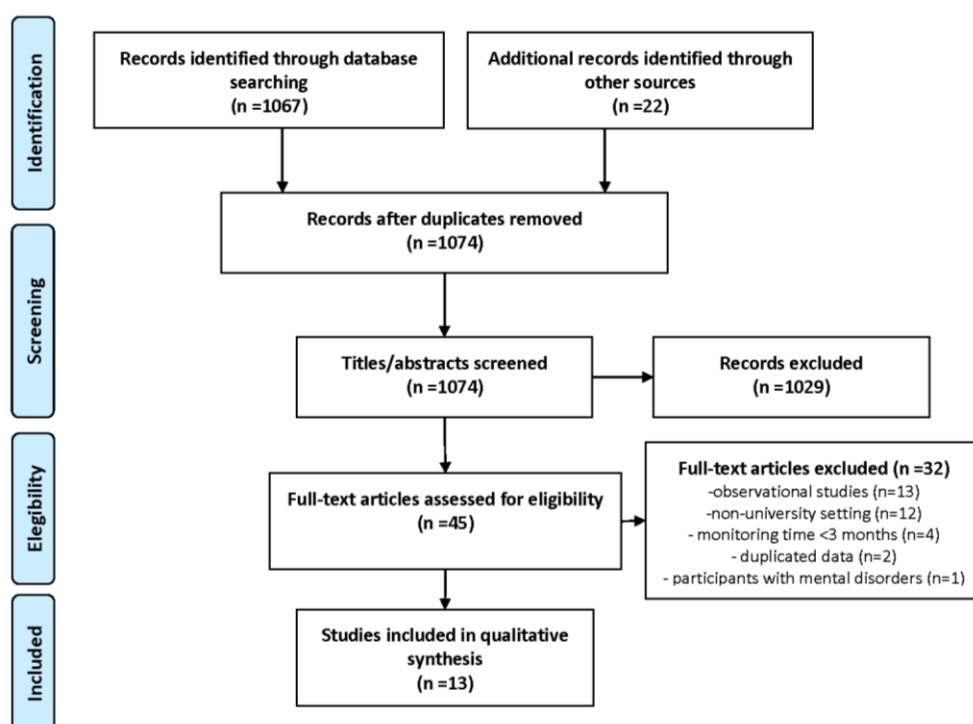 Identification
Records identified through database
searching
(n =1067)
Additional records identified through
other sources
(n =22)
Records after duplicates removed
(n =1074)
Screening
Titles/abstracts screened
(n =1074)
Records excluded
(n =1029)
Elegibility
Full-text articles assessed for eligibility
(n =45)
Full-text articles excluded (n =32)
-observational studies (n=13)
-non-university setting (n=12)
- monitoring time <3 months (n=4)
- duplicated data (n=2)
- participants with mental disorders (n=1)
Included
Studies included in qualitative
synthesis
(n =13)